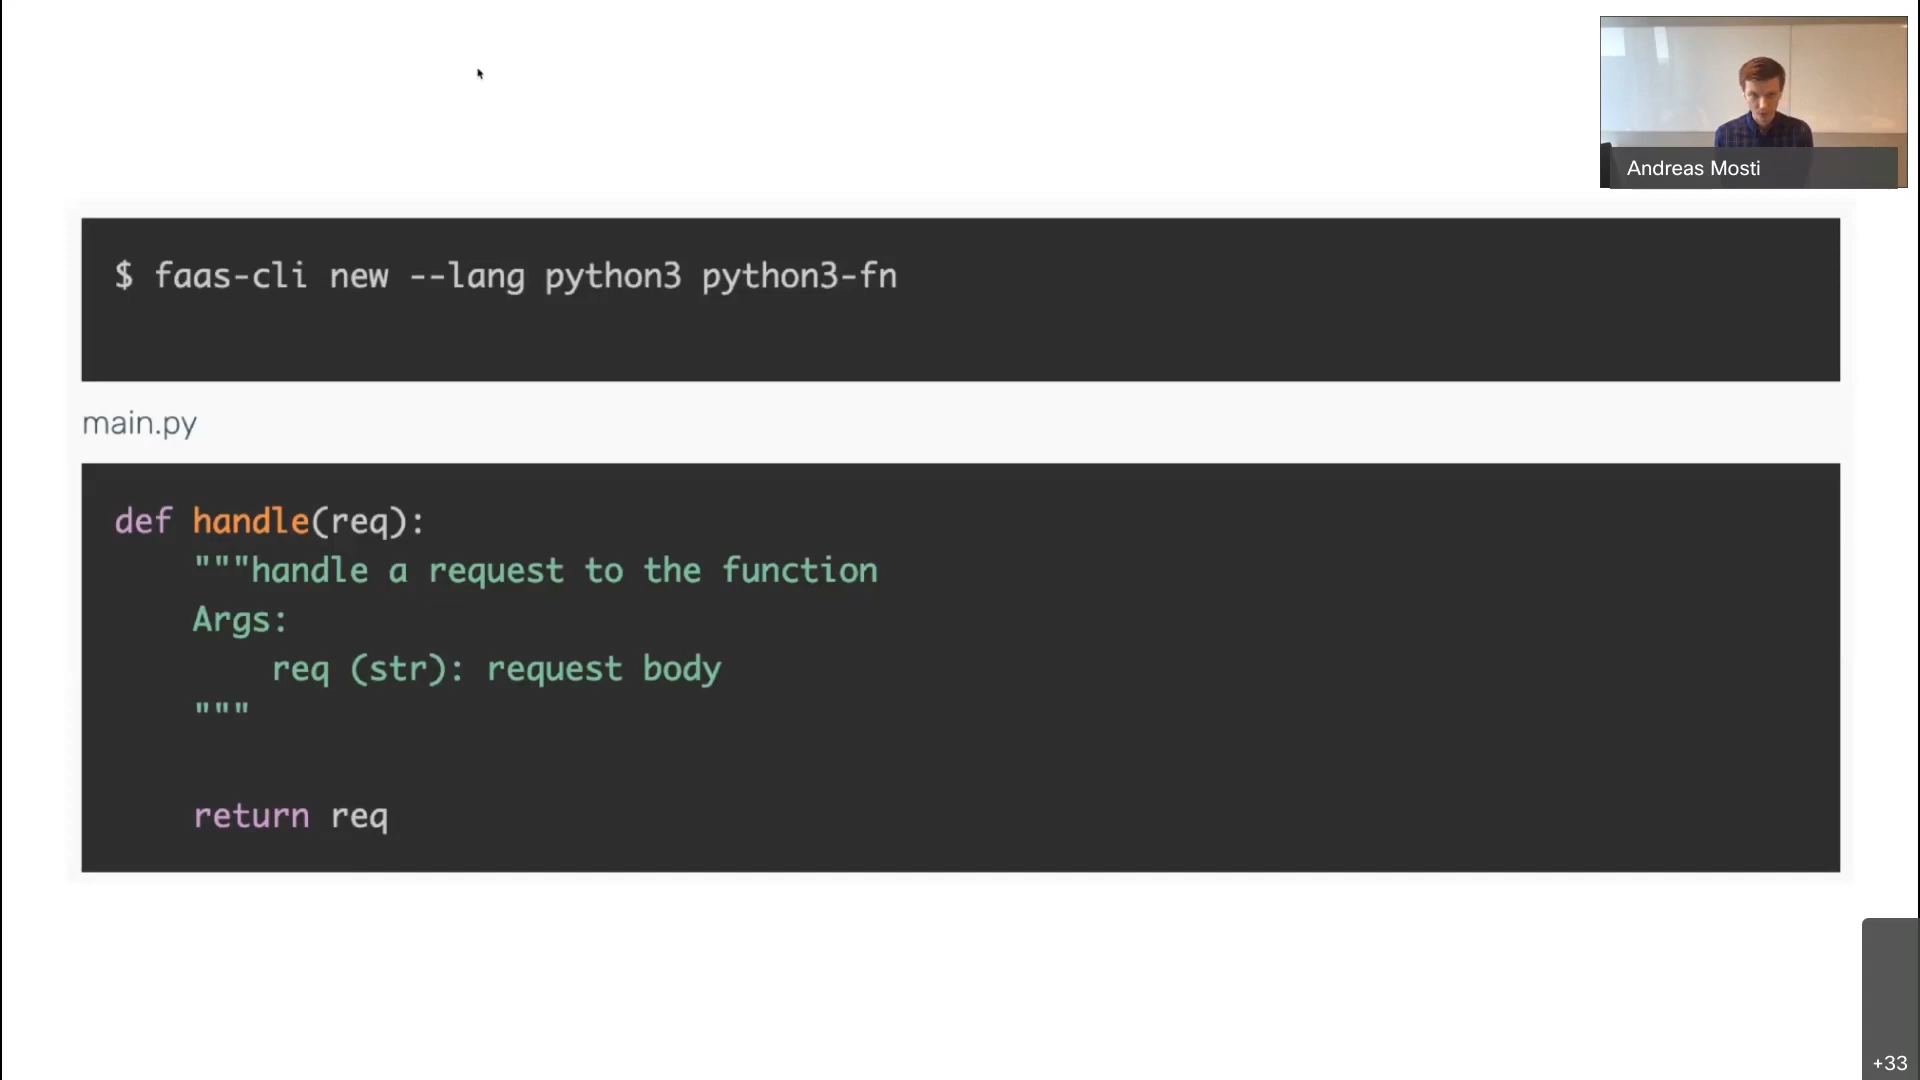 Andreas Mosti
$ faas-cli new --lang python3 python3-fn
main.py
def handle(req):
"""handle a request to the function
Args:
req (str): request body
"""
return req
+33